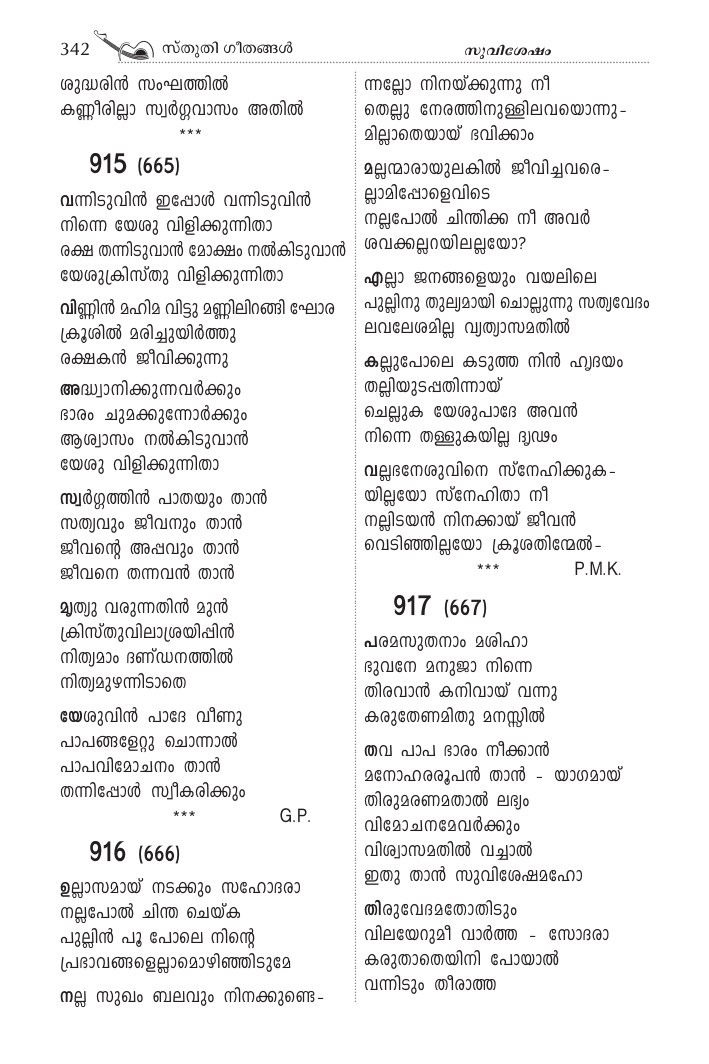 342 സ്തുതി ഗീതങ്ങൾ സുവിശേഷം
ശുദ്ധരിൻ സംഘത്തിൽ
കണ്ണീരില്ലാ സ്വർഗ്ഗവാസം അതിൽ
***
915 (665)
വന്നിടുവിൻ ഇപ്പോൾ വന്നിടുവിൻ
നിന്നെ യേശു വിളിക്കുന്നിതാ
രക്ഷ തന്നിടുവാൻ മോക്ഷം നൽകിടുവാൻ
യേശുക്രിസ്തു വിളിക്കുന്നിതാ
വിണ്ണിൻ മഹിമ വിട്ടു മണ്ണിലിറങ്ങി ഘോര
ക്രൂശിൽ മരിച്ചുയിർത്തു
രക്ഷകൻ ജീവിക്കുന്നു
അദ്ധ്വാനിക്കുന്നവർക്കും
ഭാരം ചുമക്കുന്നോർക്കും
ആശ്വാസം നൽകിടുവാൻ
യേശു വിളിക്കുന്നിതാ
സ്വർഗ്ഗത്തിൻ പാതയും താൻ
സത്യവും ജീവനും താൻ
ജീവന്റെ അപ്പവും താൻ
ജീവനെ തന്നവൻ താൻ
മൃത്യു വരുന്നതിൻ മുൻ
ക്രിസ്തുവിലാശ്രയിപ്പിൻ
നിത്യമാം ദണ്ഡനത്തിൽ
നിത്യമുഴന്നിടാതെ
യേശുവിൻ പാദേ വീണു
പാപങ്ങളേറ്റു ചൊന്നാൽ
പാപവിമോചനം താൻ
തന്നിപ്പോൾ സ്വീകരിക്കും
*** G.P.
916 (666)
ഉല്ലാസമായ് നടക്കും സഹോദരാ
നല്ലപോൽ ചിന്ത ചെയ്ക
പുല്ലിൻ പൂ പോലെ നിന്റെ
പ്രഭാവങ്ങളെല്ലാമൊഴിഞ്ഞിടുമേ
നല്ല സുഖം ബലവും നിനക്കുണ്ടെ-
ന്നല്ലോ നിനയ്ക്കുന്നു നീ
തെല്ലു നേരത്തിനുള്ളിലവയൊന്നു-
മില്ലാതെയായ് ഭവിക്കാം
മല്ലന്മാരായുലകിൽ ജീവിച്ചവരെ-
ല്ലാമിപ്പോളെവിടെ
നല്ലപോൽ ചിന്തിക്ക നീ അവർ
ശവക്കല്ലറയിലല്ലയോ?
എല്ലാ ജനങ്ങളെയും വയലിലെ
പുല്ലിനു തുല്യമായി ചൊല്ലുന്നു സത്യവേദം
ലവലേശമില്ല വ്യത്യാസമതിൽ
കല്ലുപോലെ കടുത്ത നിൻ ഹൃദയം
തല്ലിയുടപ്പതിന്നായ്
ചെല്ലുക യേശുപാദേ അവൻ
നിന്നെ തള്ളുകയില്ല ദൃഢം
വല്ലഭനേശുവിനെ സ്നേഹിക്കുക-
യില്ലയോ സ്നേഹിതാ നീ
നല്ലിടയൻ നിനക്കായ് ജീവൻ
വെടിഞ്ഞില്ലയോ ക്രൂശതിന്മേൽ-
*** P.M.K.
917 (667)
പരമസുതനാം മശിഹാ
ഭുവനേ മനുജാ നിന്നെ
തിരവാൻ കനിവായ് വന്നു
കരുതേണമിതു മനസ്സിൽ
തവ പാപ ഭാരം നീക്കാൻ
മനോഹരരൂപൻ താൻ - യാഗമായ്
തിരുമരണമതാൽ ലഭ്യം
വിമോചനമേവർക്കും
വിശ്വാസമതിൽ വച്ചാൽ
ഇതു താൻ സുവിശേഷമഹോ
തിരുവേദമതോതിടും
വിലയേറുമീ വാർത്ത - സോദരാ
കരുതാതെയിനി പോയാൽ
വന്നിടും തീരാത്ത